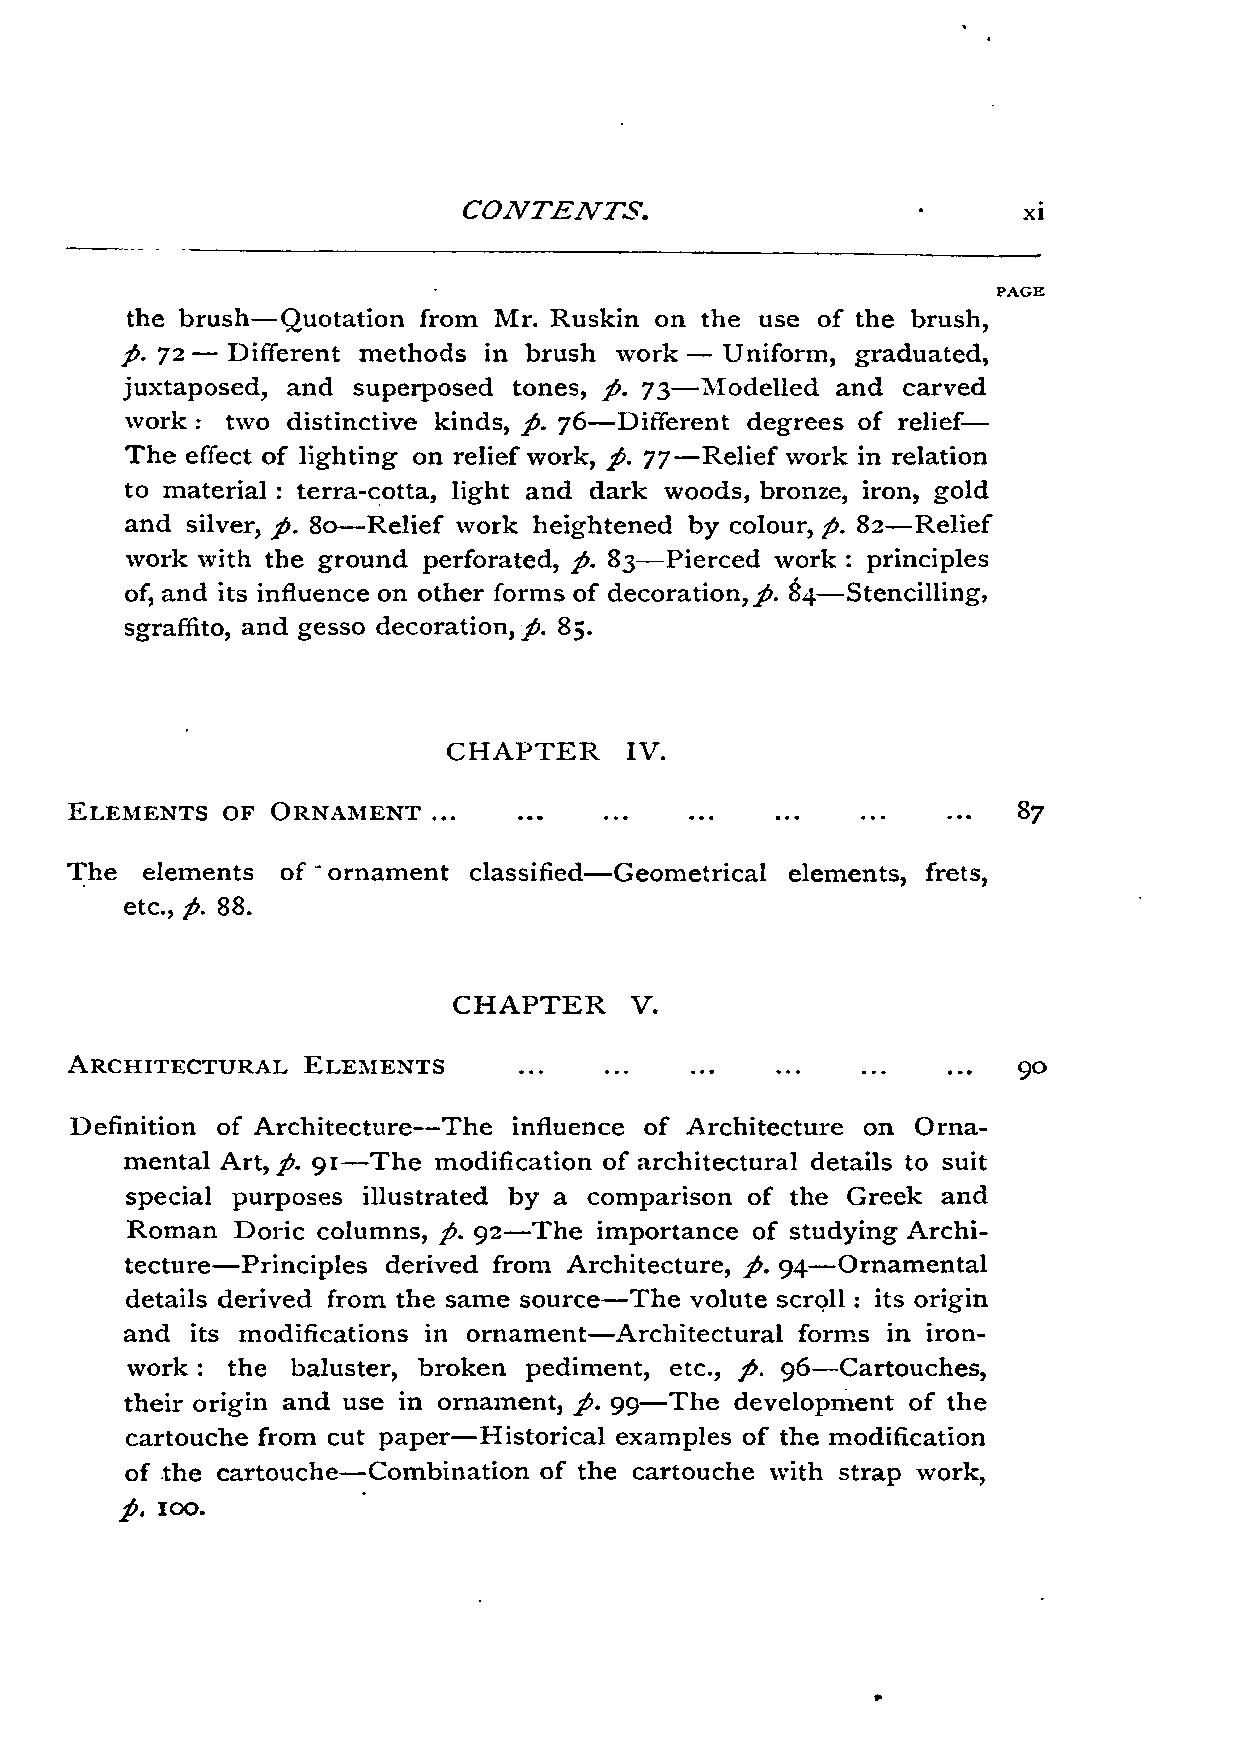 CONTENTS. xi
PAGE
the brush—Quotation from Mr. Ruskin on the use of the brush,
p. 72 — Different methods in brush work — Uniform, graduated,
juxtaposed, and superposed tones, p. 73—Modelled and carved
work : two distinctive kinds, p. 76—Different degrees of relief—
The effect of lighting on relief work, p. 77—Relief work in relation
to material : terra-cotta, light and dark woods, bronze, iron, gold
and silver, p. 80—Relief work heightened by colour, p. 82—Relief
work with the ground perforated, p. 83—Pierced work : principles
of, and its influence on other forms of decoration, p. 84—Stencilling,
sgraffito, and gesso decoration, p. 85.
CHAPTER IV.
ELEMENTS OF ORNAMENT ... ... ... ... ... ... ... 87
The elements of ornament classified—Geometrical elements, frets,
etc., p. 88.
CHAPTER V.
ARCHITECTURAL ELEMENTS ... ... ... ... ... ... 90
Definition of Architecture—The influence of Architecture on Orna-
mental Art, p. 91—The modification of architectural details to suit
special purposes illustrated by a comparison of the Greek and
Roman Doric columns, p. 92—The importance of studying Archi-
tecture—Principles derived from Architecture, p. 94—Ornamental
details derived from the same source—The volute scroll : its origin
and its modifications in ornament—Architectural forms in iron-
work : the baluster, broken pediment, etc., p. 96—Cartouches,
their origin and use in ornament, p. 99—The development of the
cartouche from cut paper—Historical examples of the modification
of the cartouche—Combination of the cartouche with strap work,
p. 100.